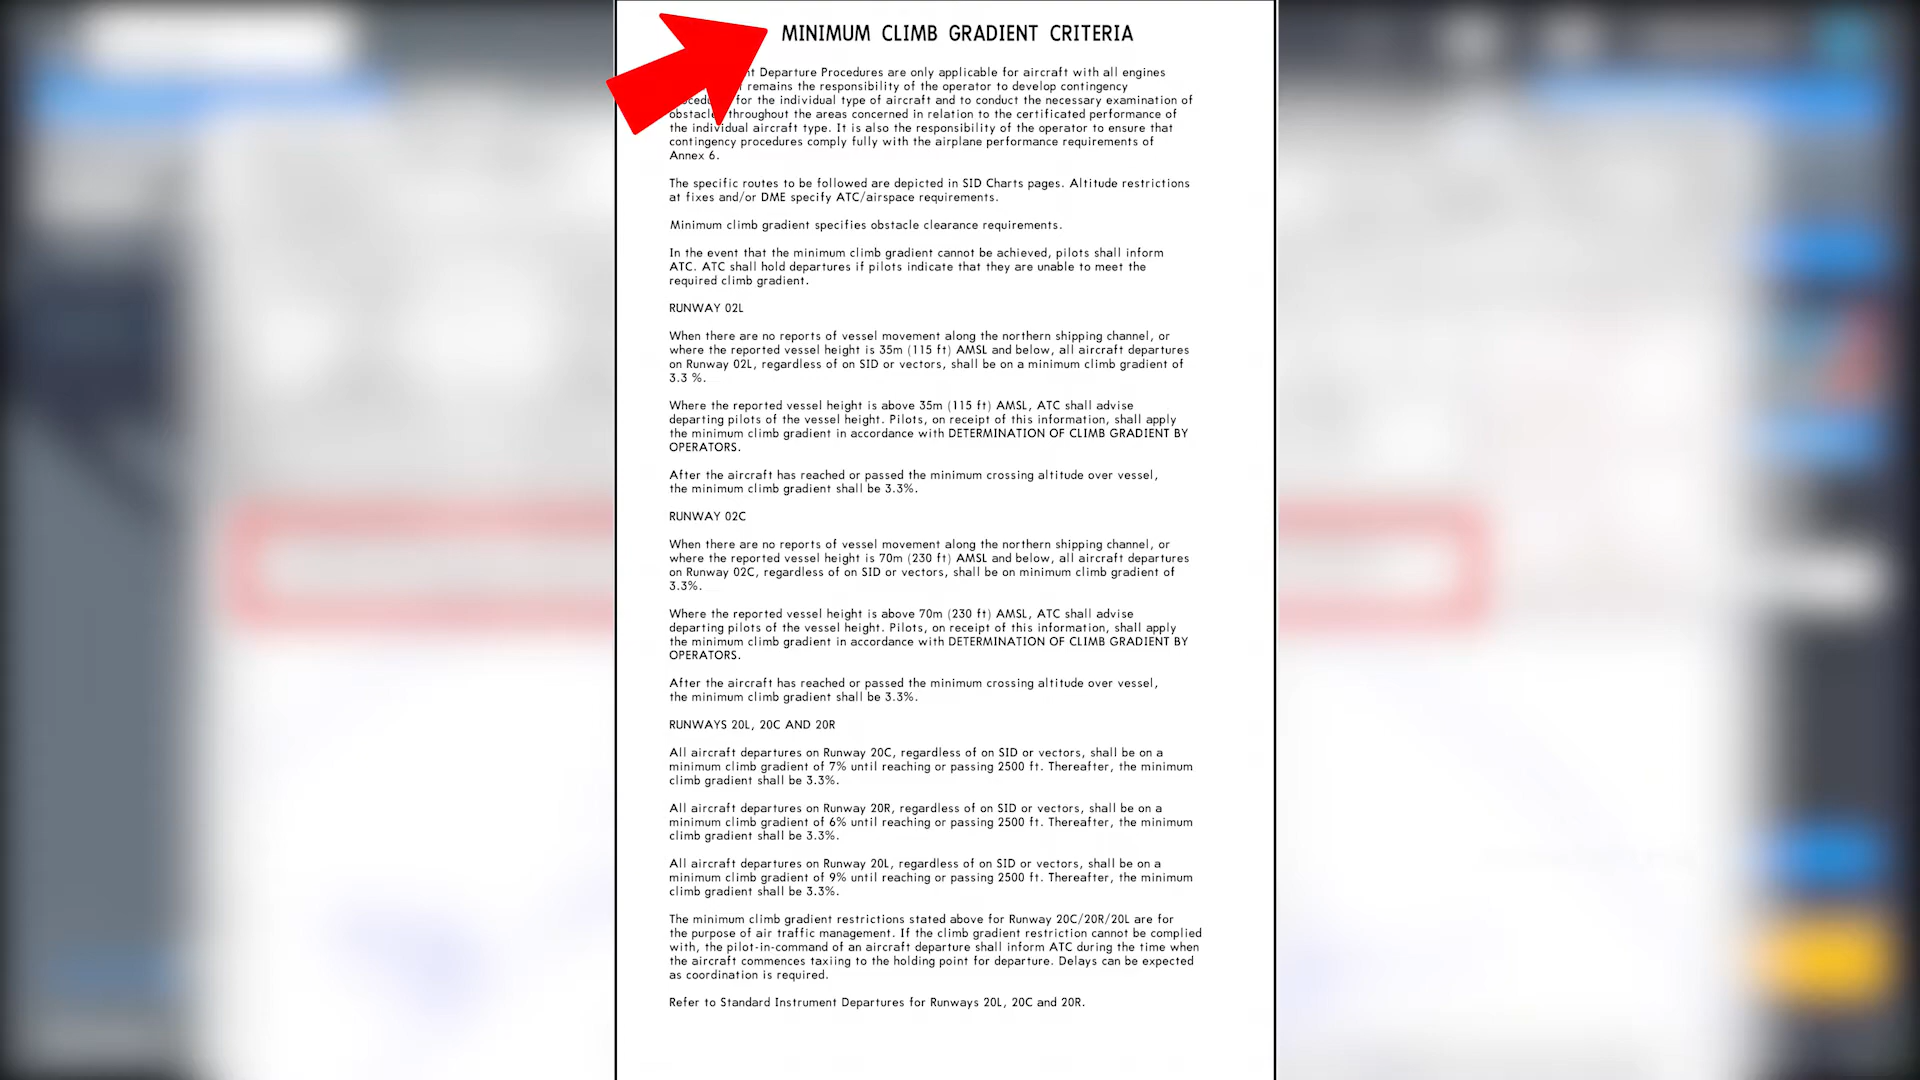 MINIMUM CLIMB GRADIENT CRITERIA
Departure Procedures are only applicable for aircraft with all engines
remains the responsibility of the operator to develop contingency
for the individual type of aircraft and to conduct the necessary examination of
throughout the areas concerned in relation to the certificated performance of
the individual aircraft type. It is also the responsibility of the operator to ensure that
contingency procedures comply fully with the airplane performance requirements of
Annex 6.
The specific routes to be followed are depicted in SID Charts pages. Altitude restrictions
at fixes and/or DME specify ATC/airspace requirements.
Minimum climb gradient specifies obstacle clearance requirements.
In the event that the minimum climb gradient cannot be achieved, pilots shall inform
ATC. ATC shall hold departures if pilots indicate that they are unable to meet the
required climb gradient.
RUNWAY 02L
When there are no reports of vessel movement along the northern shipping channel, or
where the reported vessel height is 35m (115 ft) AMSL and below, all aircraft departures
on Runway 02L, regardless of on SID or vectors, shall be on a minimum climb gradient of
3.3 %.
Where the reported vessel height is above 35m (115 ft) AMSL, ATC shall advise
departing pilots of the vessel height. Pilots, on receipt of this information, shall apply
the minimum climb gradient in accordance with DETERMINATION OF CLIMB GRADIENT BY
OPERATORS.
After the aircraft has reached or passed the minimum crossing altitude over vessel,
the minimum climb gradient shall be 3.3%.
RUNWAY 02C
When there are no reports of vessel movement along the northern shipping channel, or
where the reported vessel height is 70m (230 ft) AMSL and below, all aircraft departures
on Runway 02C, regardless of on SID or vectors, shall be on minimum climb gradient of
3.3%.
Where the reported vessel height is above 70m (230 ft) AMSL, ATC shall advise
departing pilots of the vessel height. Pilots, on receipt of this information, shall apply
the minimum climb gradient in accordance with DETERMINATION OF CLIMB GRADIENT BY
OPERATORS.
After the aircraft has reached or passed the minimum crossing altitude over vessel,
the minimum climb gradient shall be 3.3%.
RUNWAYS 20L, 20C AND 20R
All aircraft departures on Runway 20C, regardless of on SID or vectors, shall be on a
minimum climb gradient of 7% until reaching or passing 2500 ft. Thereafter, the minimum
climb gradient shall be 3.3%.
All aircraft departures on Runway 20R, regardless of on SID or vectors, shall be on a
minimum climb gradient of 6% until reaching or passing 2500 ft. Thereafter, the minimum
climb gradient shall be 3.3%.
All aircraft departures on Runway 20L, regardless of on SID or vectors, shall be on a
minimum climb gradient of 9% until reaching or passing 2500 ft. Thereafter, the minimum
climb gradient shall be 3.3%.
The minimum climb gradient restrictions stated above for Runway 20C/20R/20L are for
the purpose of air traffic management. If the climb gradient restriction cannot be complied
with, the pilot-in-command of an aircraft departure shall inform ATC during the time when
the aircraft commences taxiing to the holding point for departure. Delays can be expected
as coordination is required.
Refer to Standard Instrument Departures for Runways 20L, 20C and 20R.